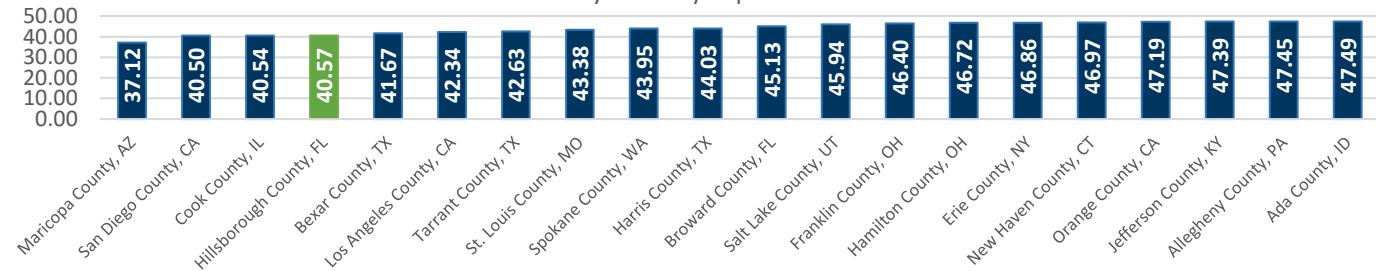 50.00
40.00
30.00
20.00
10.00
0.00
37.12
40.50
40.54
40.57
41.67
42.34
42.63
43.38
43.95
44.03
45.13
45.94
46.40
46.72
46.86
46.97
47.19
47.39
47.45
47.49
Maricopa County, AZ
San Diego County, CA
Cook County, IL
Hillsborough County, FL
Bexar County, TX
Los Angeles County, CA
Tarrant County, TX
St. Louis County, MO
Spokane County, WA
Harris County, TX
Broward County, FL
Salt Lake County, UT
Franklin County, OH
Hamilton County, OH
Erie County, NY
New Haven County, CT
Orange County, CA
Jefferson County, KY
Allegheny County, PA
Ada County, ID